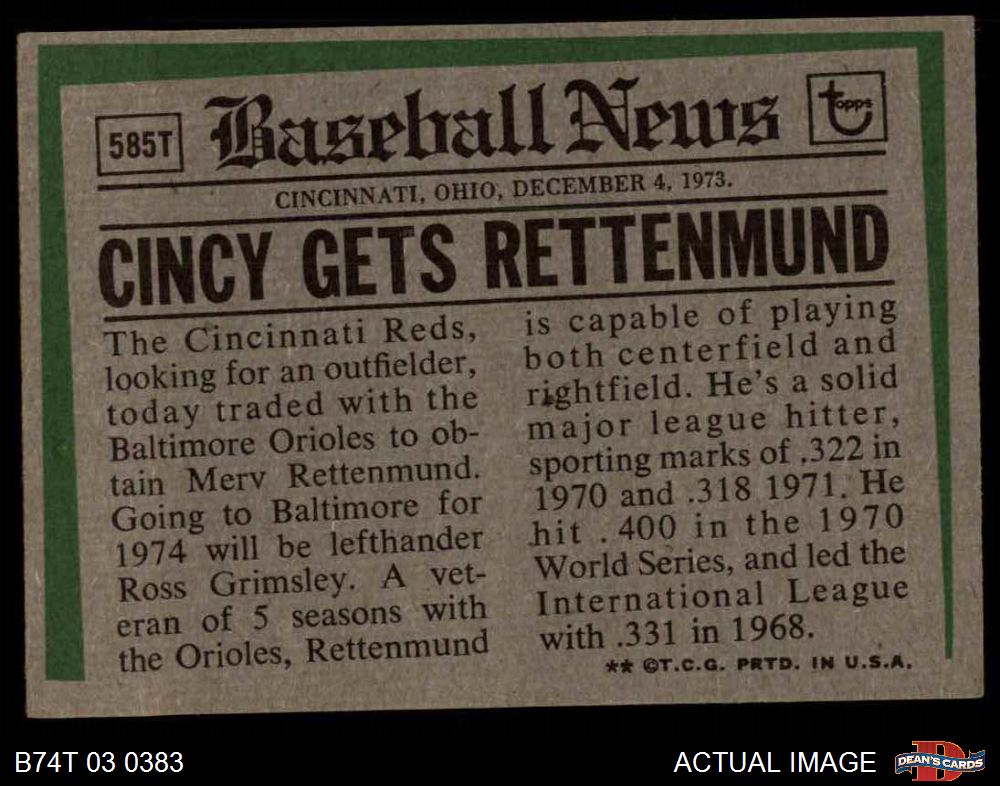 585T Baseball News topps
CINCINNATI, OHIO, DECEMBER 4, 1973.
CINCY GETS RETTENMUND
The Cincinnati Reds,
looking for an outfielder,
today traded with the
Baltimore Orioles to ob-
tain Merv Rettenmund.
Going to Baltimore for
1974 will be lefthander
Ross Grimsley. A vet-
eran of 5 seasons with
the Orioles, Rettenmund
is capable of playing
both centerfield and
rightfield. He's a solid
major league hitter,
sporting marks of .322 in
1970 and .318 1971. He
hit .400 in the 1970
World Series, and led the
International League
with .331 in 1968.
** ©T.C.G. PRTD. IN U.S.A.
B74T 03 0383
ACTUAL IMAGE
DEAN'S CARDS